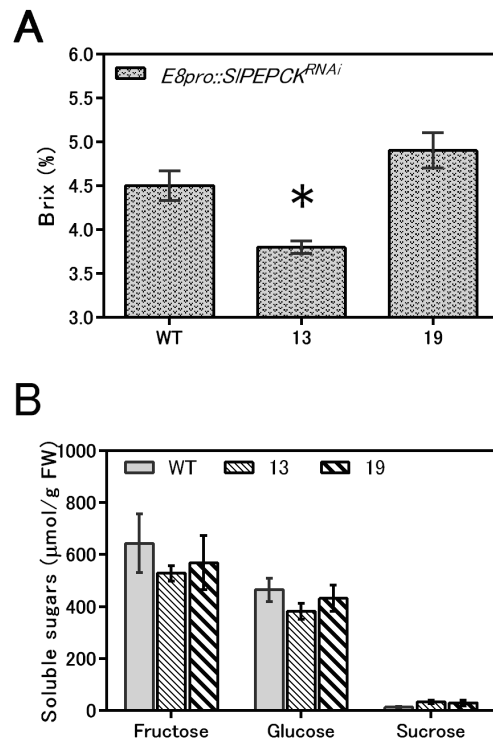 A
6.0
5.5
5.0
4.5
4.0
3.5
3.0
Brix (%)
E8pro::SlPEPCK^RNAi
*
WT 13 19
B
1000
800
600
400
200
0
Soluble sugars (μmol/g FW)
WT 13 19
Fructose Glucose Sucrose